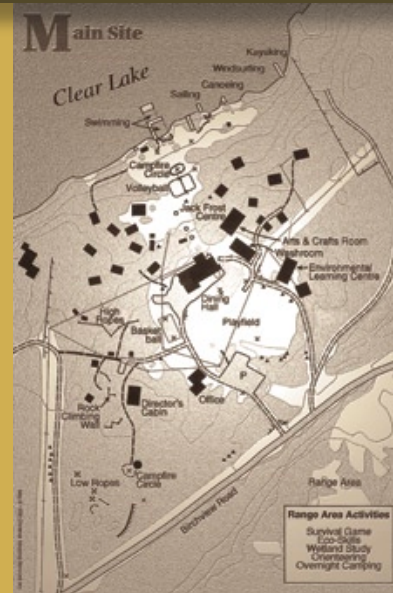 Main Site
Kayaking
Windsurfing
Clear Lake
Canoeing
Sailing
Swimming
Campfire
Circle
Volleyball
Jack Frost
Centre
Arts & Crafts Room
Washroom
Environmental
Learning Centre
Dining
Hall
High
Ropes
Playfield
Basket
ball
P
Rock
Climbing
Wall
Director's
Cabin
Office
Low Ropes
Campfire
Circle
Birchview Road
Range Area
Range Area Activities
Survival Game
Eco-Skills
Wetland Study
Orienteering
Overnight Camping